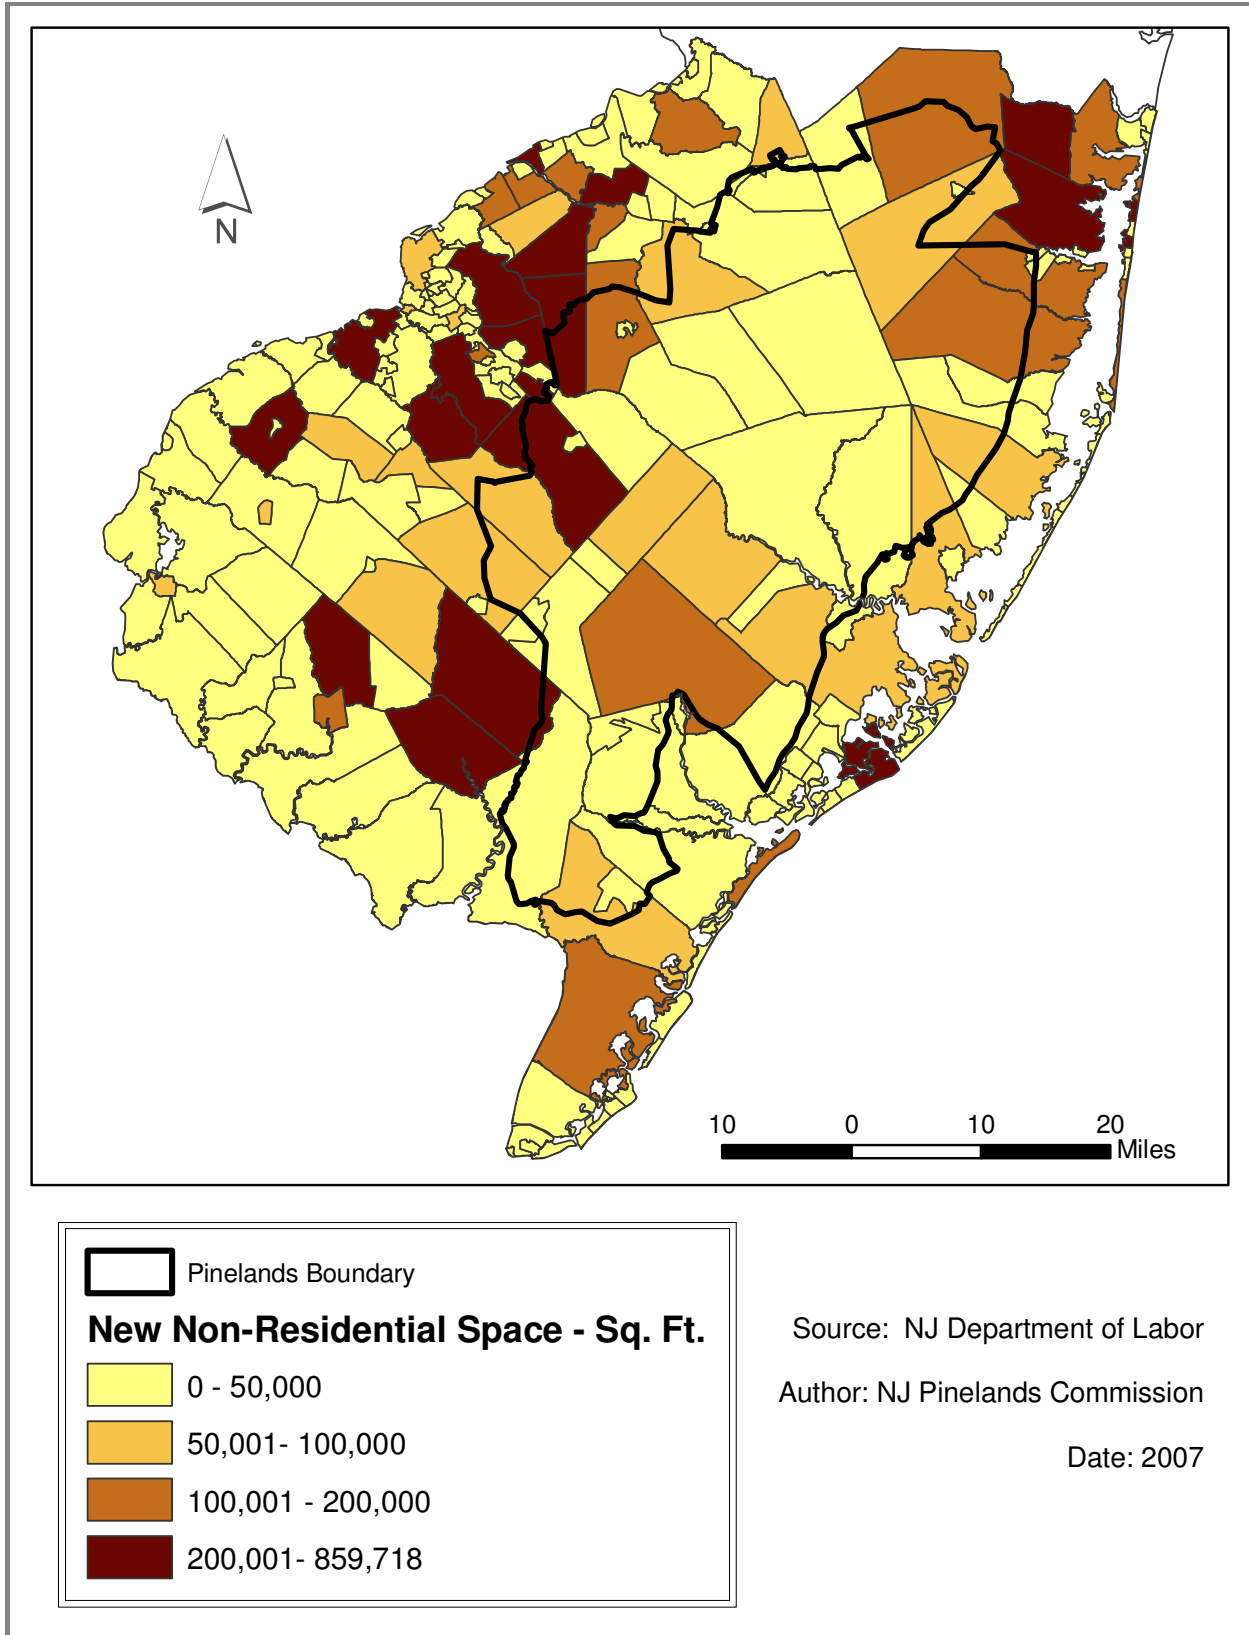 N
10 0 10 20
Miles
Pinelands Boundary
New Non-Residential Space - Sq. Ft.
0 - 50,000
50,001- 100,000
100,001 - 200,000
200,001- 859,718
Source: NJ Department of Labor
Author: NJ Pinelands Commission
Date: 2007